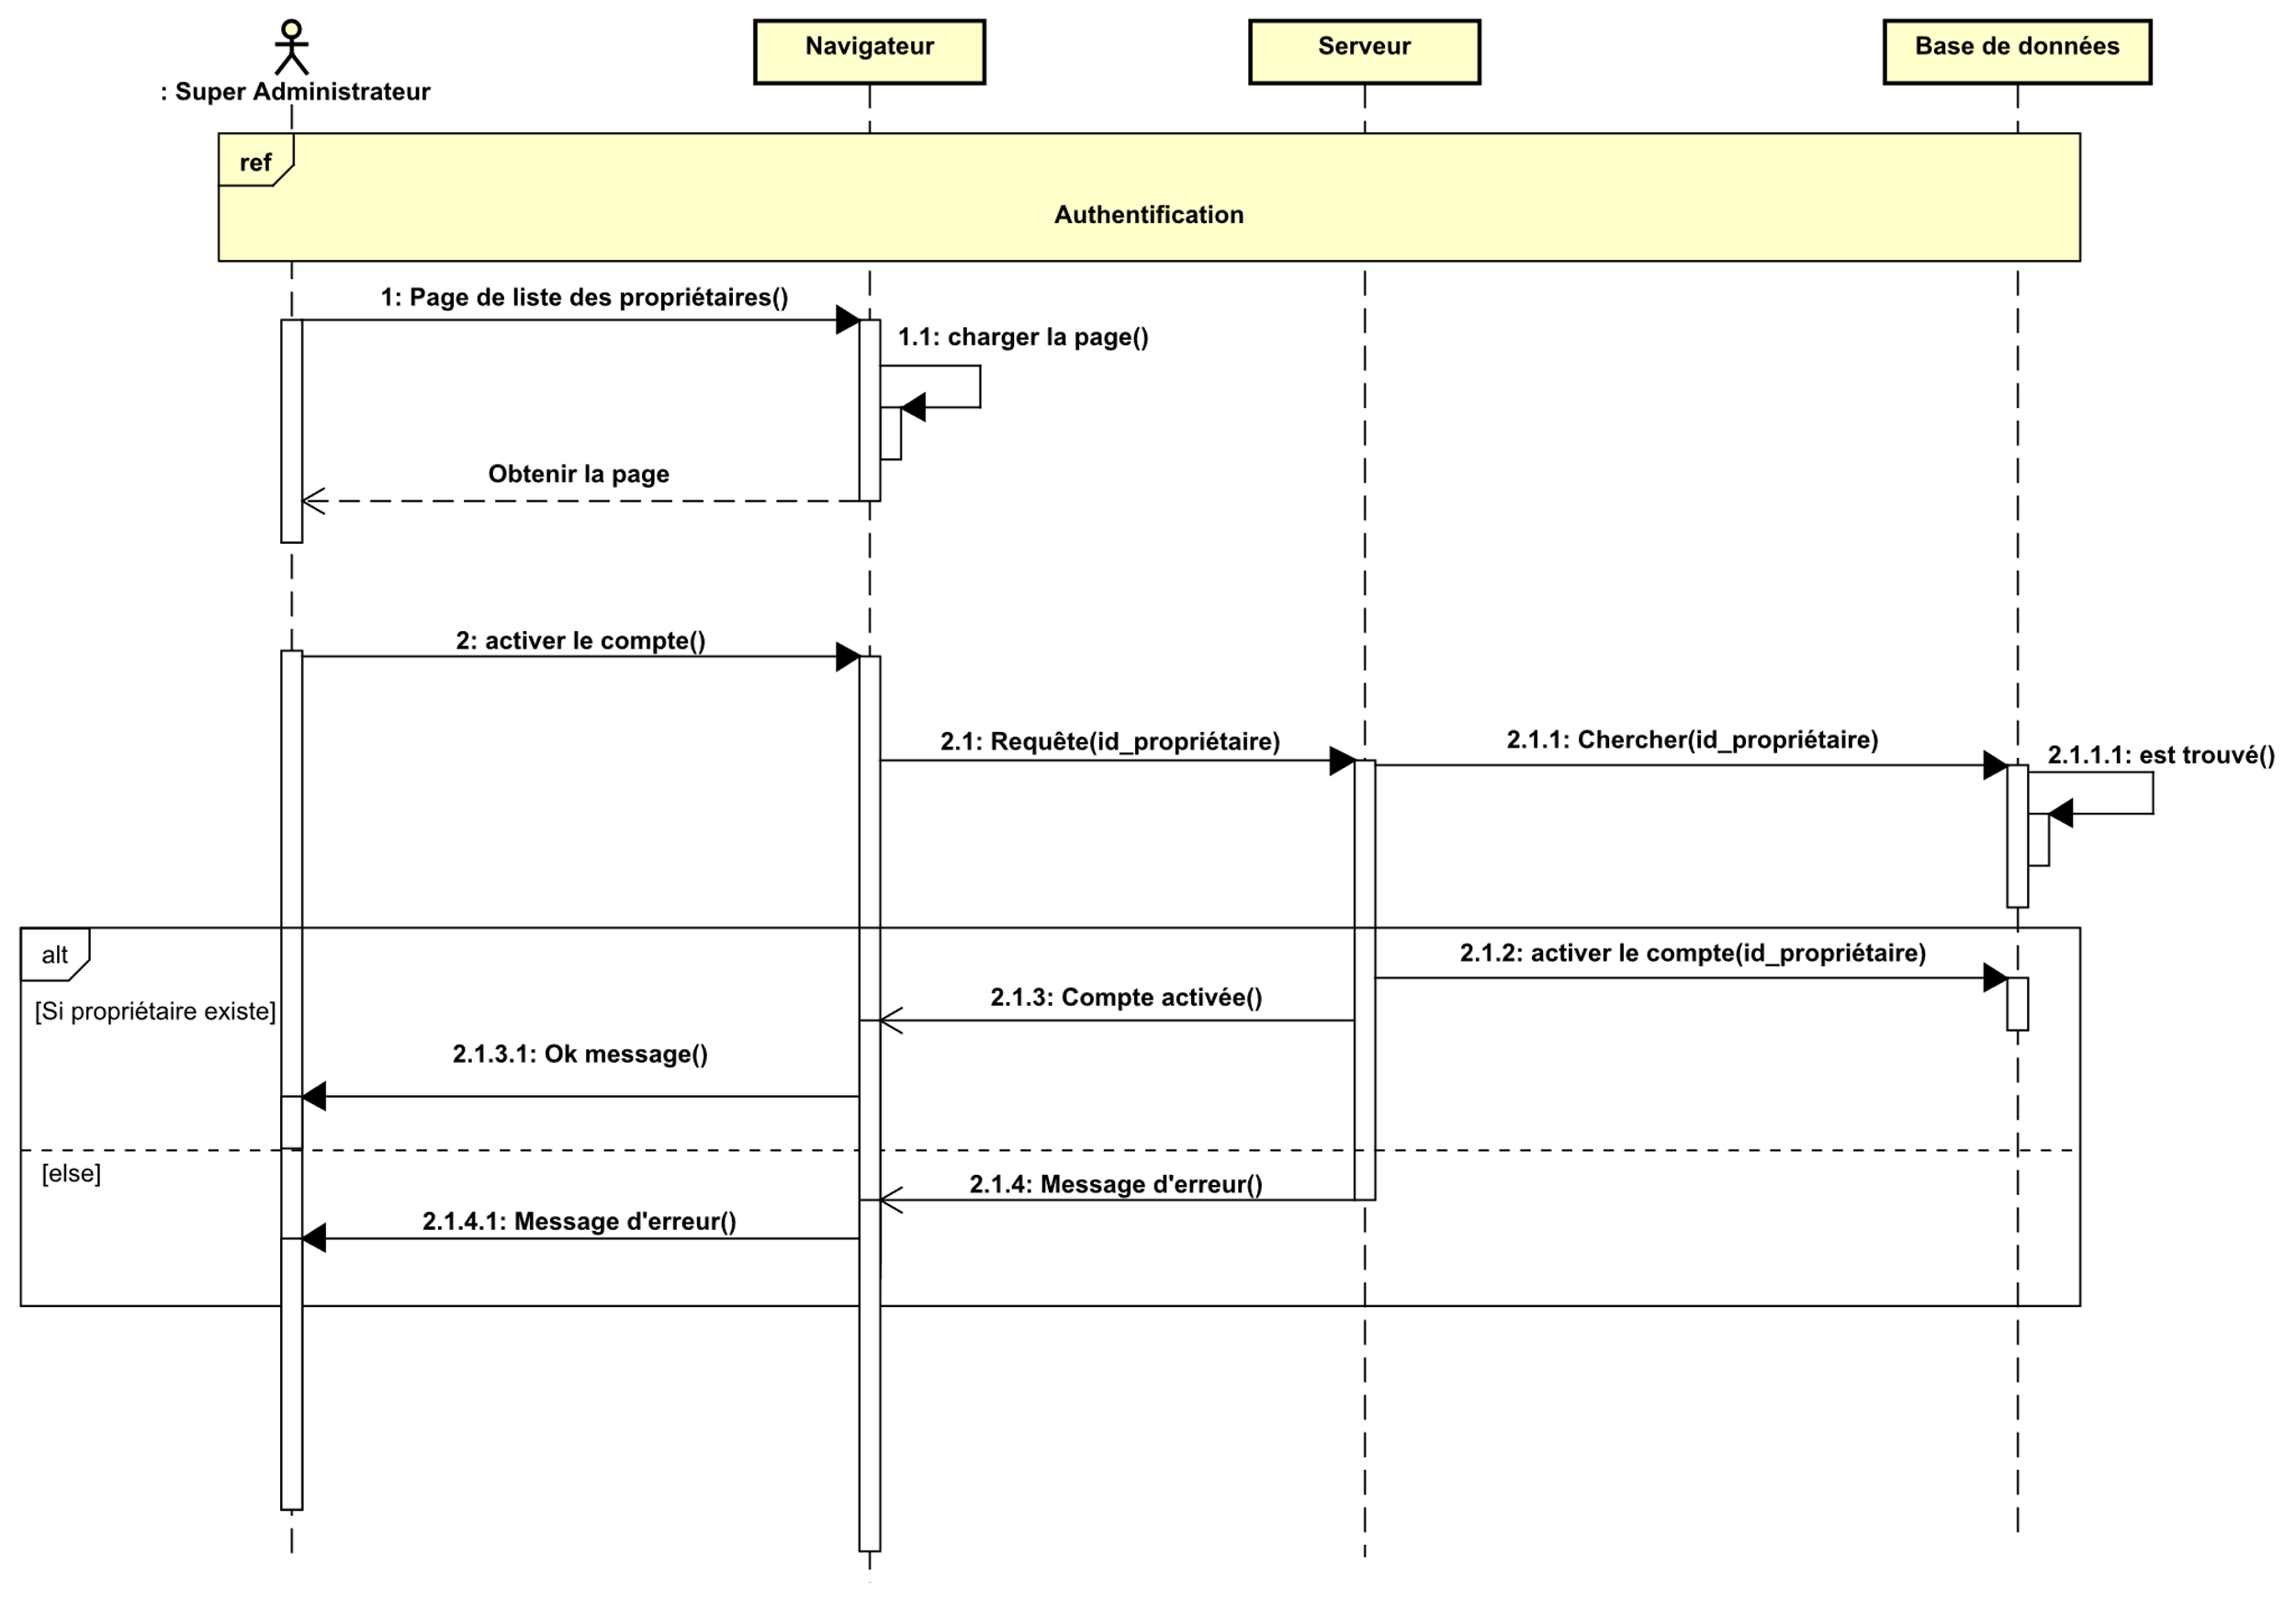 : Super Administrateur
Navigateur
Serveur
Base de données
ref
Authentification
1: Page de liste des propriétaires()
1.1: charger la page()
Obtenir la page
2: activer le compte()
2.1: Requête(id_propriétaire)
2.1.1: Chercher(id_propriétaire)
2.1.1.1: est trouvé()
alt
2.1.2: activer le compte(id_propriétaire)
[Si propriétaire existe]
2.1.3: Compte activée()
2.1.3.1: Ok message()
[else]
2.1.4: Message d'erreur()
2.1.4.1: Message d'erreur()